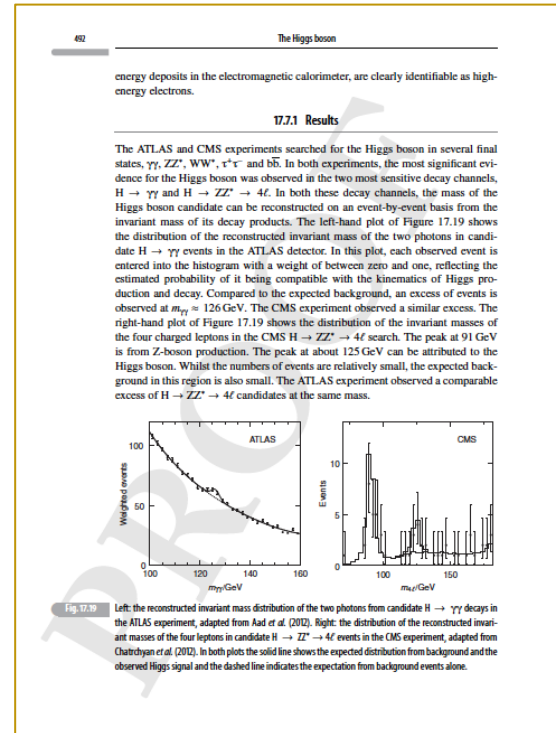 492
The Higgs boson
energy deposits in the electromagnetic calorimeter, are clearly identifiable as high-
energy electrons.
17.7.1 Results
The ATLAS and CMS experiments searched for the Higgs boson in several final
states, γγ, ZZ*, WW*, τ⁺τ⁻ and bb̅. In both experiments, the most significant evi-
dence for the Higgs boson was observed in the two most sensitive decay channels,
H → γγ and H → ZZ* → 4ℓ. In both these decay channels, the mass of the
Higgs boson candidate can be reconstructed on an event-by-event basis from the
invariant mass of its decay products. The left-hand plot of Figure 17.19 shows
the distribution of the reconstructed invariant mass of the two photons in candi-
date H → γγ events in the ATLAS detector. In this plot, each observed event is
entered into the histogram with a weight of between zero and one, reflecting the
estimated probability of it being compatible with the kinematics of Higgs pro-
duction and decay. Compared to the expected background, an excess of events is
observed at mγγ ≈ 126 GeV. The CMS experiment observed a similar excess. The
right-hand plot of Figure 17.19 shows the distribution of the invariant masses of
the four charged leptons in the CMS H → ZZ* → 4ℓ search. The peak at 91 GeV
is from Z-boson production. The peak at about 125 GeV can be attributed to the
Higgs boson. Whilst the numbers of events are relatively small, the expected back-
ground in this region is also small. The ATLAS experiment observed a comparable
excess of H → ZZ* → 4ℓ candidates at the same mass.
ATLAS
Weighted events
100
50
0
100 120 140 160
mγγ/GeV
CMS
Events
10
5
0
100 150
m4ℓ/GeV
Fig. 17.19
Left: the reconstructed invariant mass distribution of the two photons from candidate H → γγ decays in
the ATLAS experiment, adapted from Aad et al. (2012). Right: the distribution of the reconstructed invari-
ant masses of the four leptons in candidate H → ZZ* → 4ℓ events in the CMS experiment, adapted from
Chatrchyan et al. (2012). In both plots the solid line shows the expected distribution from background and the
observed Higgs signal and the dashed line indicates the expectation from background events alone.
PROOF